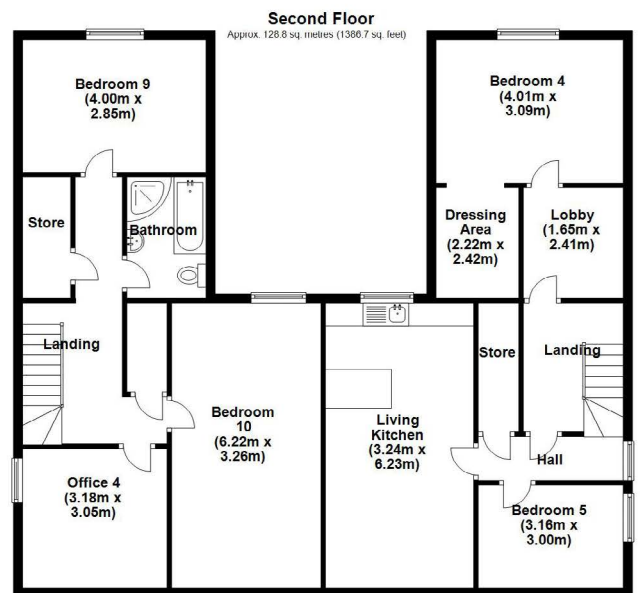 Second Floor
Approx. 128.8 sq. metres (1386.7 sq. feet)
Bedroom 9
(4.00m x
2.85m)
Bedroom 4
(4.01m x
3.09m)
Store
Bathroom
Dressing
Area
(2.22m x
2.42m)
Lobby
(1.65m x
2.41m)
Landing
Bedroom
10
(6.22m x
3.26m)
Living
Kitchen
(3.24m x
6.23m)
Store
Landing
Hall
Office 4
(3.18m x
3.05m)
Bedroom 5
(3.16m x
3.00m)